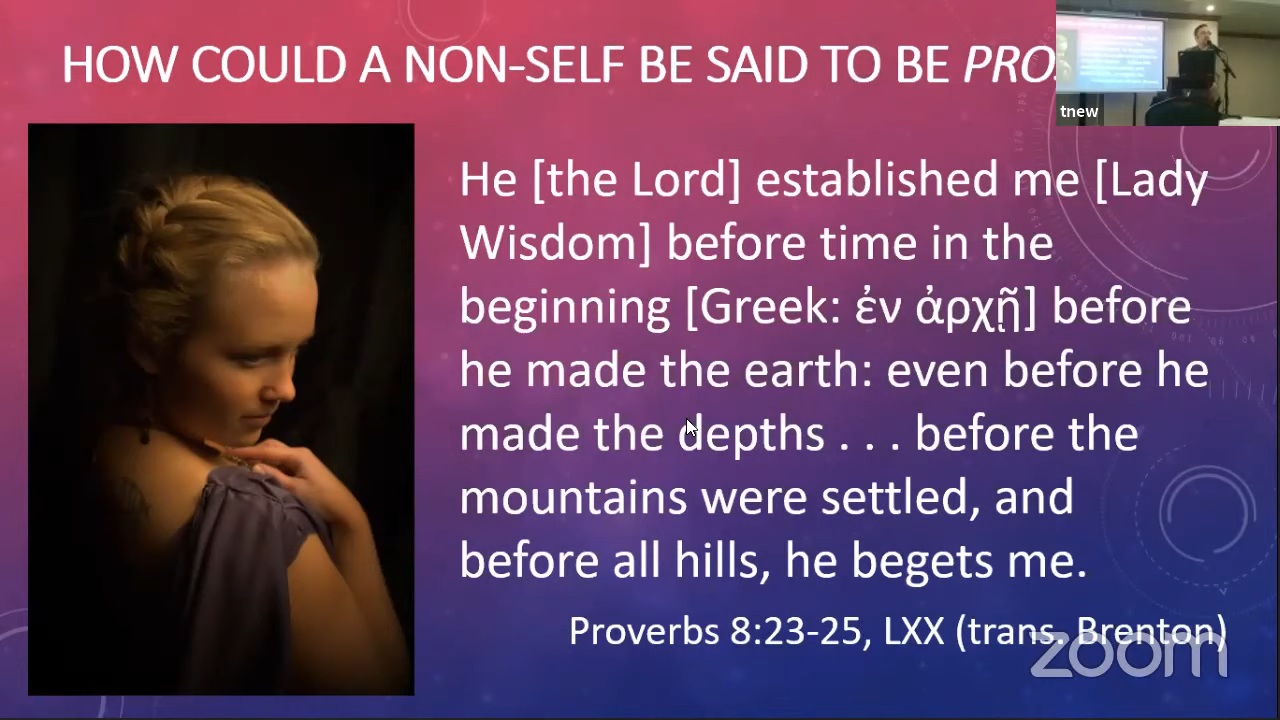 HOW COULD A NON-SELF BE SAID TO BE
tnew
He [the Lord] established me [Lady
Wisdom] before time in the
beginning [Greek: ἐν ἀρχῇ] before
he made the earth: even before he
made the depths . . . before the
mountains were settled, and
before all hills, he begets me.
Proverbs 8:23-25, LXX (trans. Brenton)
zoom